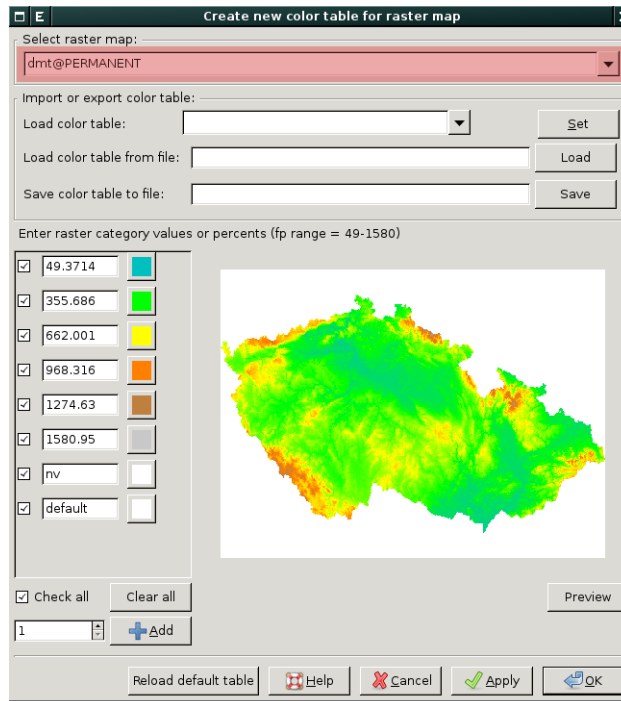 Create new color table for raster map
Select raster map:
dmt@PERMANENT
Import or export color table:
Load color table:
Set
Load color table from file:
Load
Save color table to file:
Save
Enter raster category values or percents (fp range = 49-1580)
49.3714
355.686
662.001
968.316
1274.63
1580.95
nv
default
Check all
Clear all
Preview
1
Add
Reload default table
Help
Cancel
Apply
OK